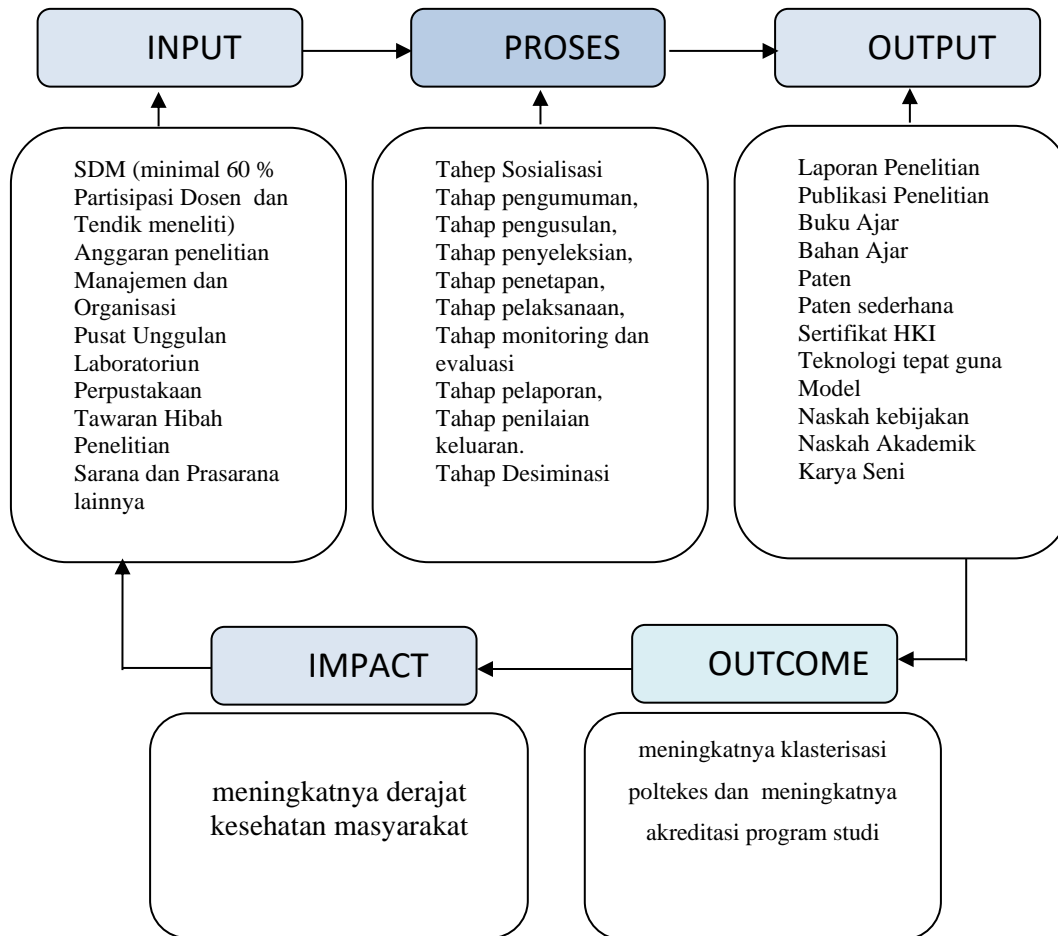 INPUT
PROSES
OUTPUT
SDM (minimal 60 %
Partisipasi Dosen dan
Tendik meneliti)
Anggaran penelitian
Manajemen dan
Organisasi
Pusat Unggulan
Laboratoriun
Perpustakaan
Tawaran Hibah
Penelitian
Sarana dan Prasarana
lainnya
Tahep Sosialisasi
Tahap pengumuman,
Tahap pengusulan,
Tahap penyeleksian,
Tahap penetapan,
Tahap pelaksanaan,
Tahap monitoring dan
evaluasi
Tahap pelaporan,
Tahap penilaian
keluaran.
Tahap Desiminasi
Laporan Penelitian
Publikasi Penelitian
Buku Ajar
Bahan Ajar
Paten
Paten sederhana
Sertifikat HKI
Teknologi tepat guna
Model
Naskah kebijakan
Naskah Akademik
Karya Seni
IMPACT
OUTCOME
meningkatnya derajat
kesehatan masyarakat
meningkatnya klasterisasi
poltekes dan meningkatnya
akreditasi program studi